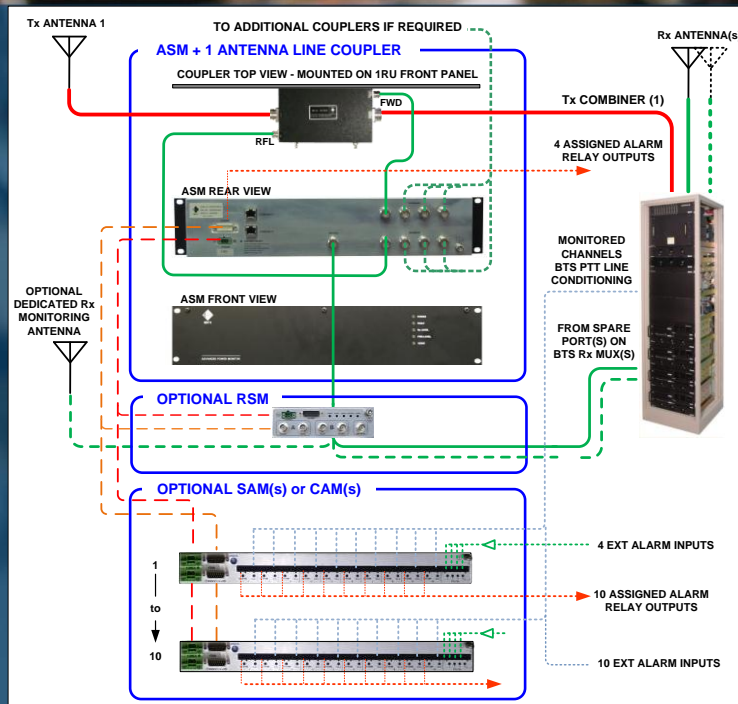 TO ADDITIONAL COUPLERS IF REQUIRED
Tx ANTENNA 1
Rx ANTENNA(s
ASM + 1 ANTENNA LINE COUPLER
COUPLER TOP VIEW - MOUNTED ON 1RU FRONT PANEL
FWD
Tx COMBINER (1)
RFL
4 ASSIGNED ALARM
RELAY OUTPUTS
ASM REAR VIEW
MONITORED
CHANNELS
BTS PTT LINE
CONDITIONING
OPTIONAL
DEDICATED Rx
MONITORING
ANTENNA
ASM FRONT VIEW
FROM SPARE
PORT(S) ON
BTS Rx MUX(S)
OPTIONAL RSM
OPTIONAL SAM(s) or CAM(s)
4 EXT ALARM INPUTS
1
to
10
10 ASSIGNED ALARM
RELAY OUTPUTS
10 EXT ALARM INPUTS